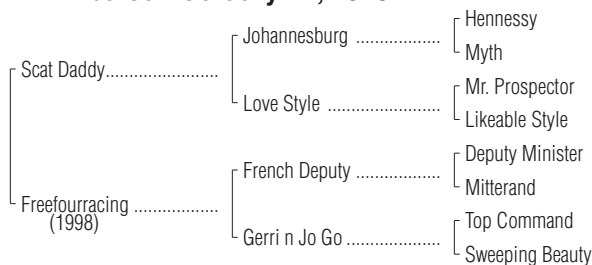 Hennessy
Johannesburg ...................
Myth
Scat Daddy.........................
Mr. Prospector
Love Style .........................
Likeable Style
Deputy Minister
French Deputy ...................
Mitterand
Freefourracing ...................
(1998)
Top Command
Gerri n Jo Go .....................
Sweeping Beauty